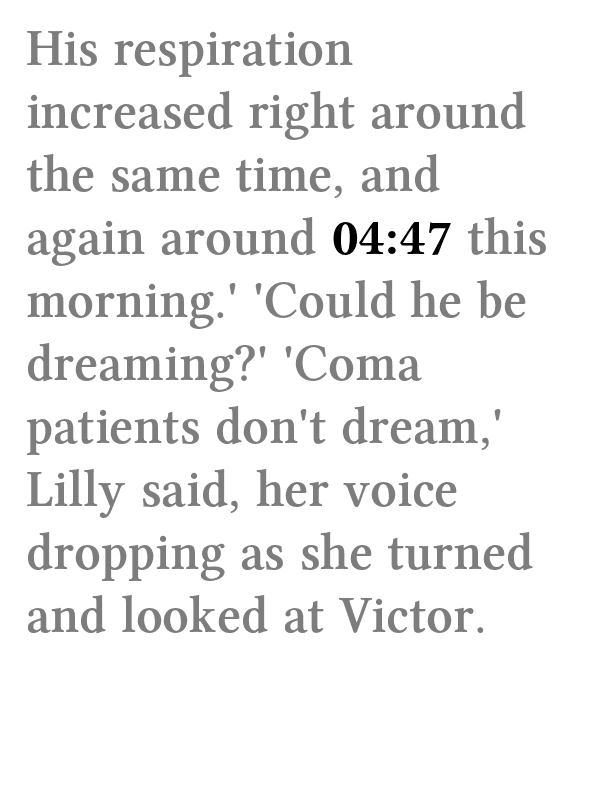 His respiration
increased right around
the same time, and
again around 04:47 this
morning.' 'Could he be
dreaming?' 'Coma
patients don't dream,'
Lilly said, her voice
dropping as she turned
and looked at Victor.